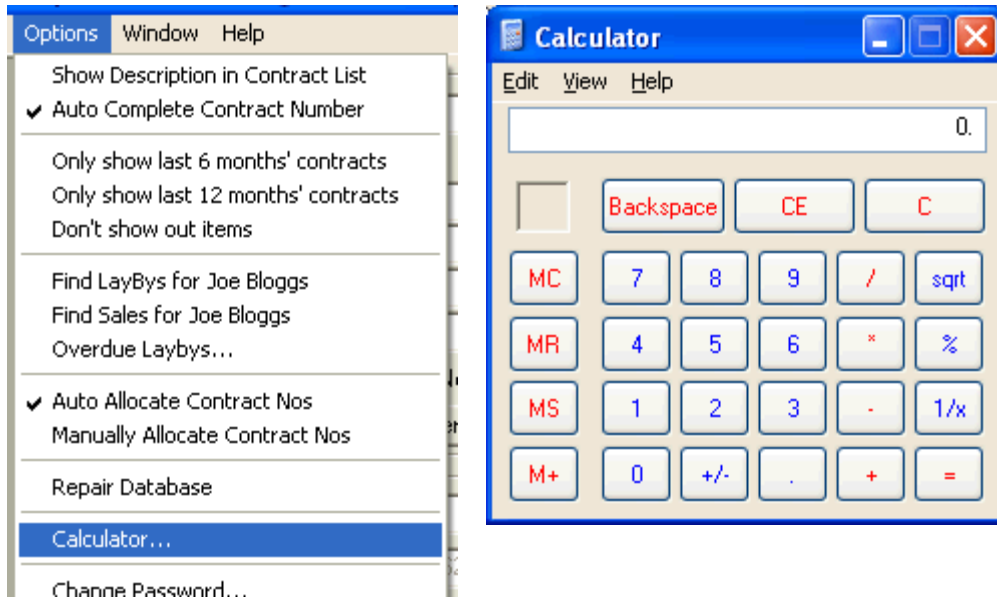 Options Window Help
Show Description in Contract List
Auto Complete Contract Number
Only show last 6 months' contracts
Only show last 12 months' contracts
Don't show out items
Find LayBys for Joe Bloggs
Find Sales for Joe Bloggs
Overdue Laybys...
Auto Allocate Contract Nos
Manually Allocate Contract Nos
Repair Database
Calculator...
Change Password...
Calculator
Edit View Help
0.
Backspace CE C
MC 7 8 9 / sqrt
MR 4 5 6 * %
MS 1 2 3 - 1/x
M+ 0 +/- . + =